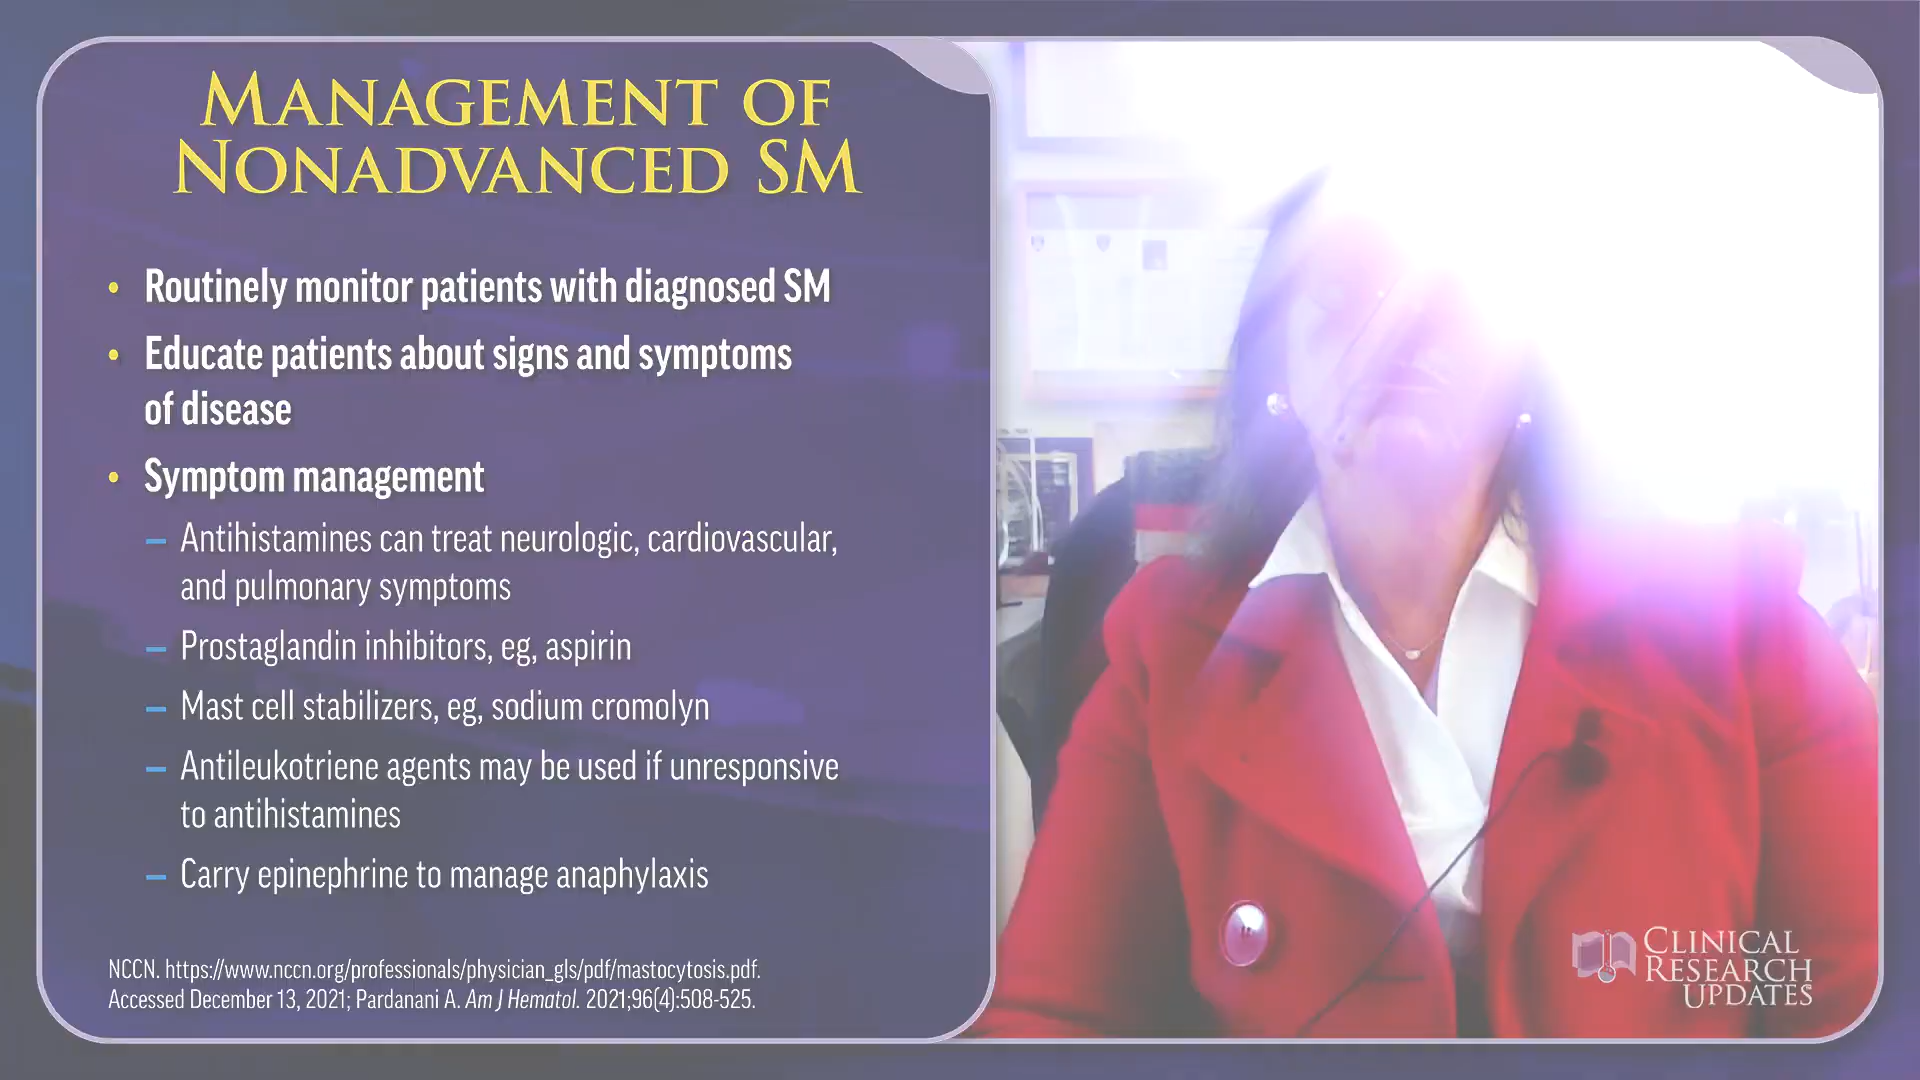 MANAGEMENT OF
NONADVANCED SM
• Routinely monitor patients with diagnosed SM
• Educate patients about signs and symptoms
of disease
• Symptom management
– Antihistamines can treat neurologic, cardiovascular,
and pulmonary symptoms
– Prostaglandin inhibitors, eg, aspirin
– Mast cell stabilizers, eg, sodium cromolyn
– Antileukotriene agents may be used if unresponsive
to antihistamines
– Carry epinephrine to manage anaphylaxis
NCCN. https://www.nccn.org/professionals/physician_gls/pdf/mastocytosis.pdf.
Accessed December 13, 2021; Pardanani A. Am J Hematol. 2021;96(4):508-525.
CLINICAL
RESEARCH
UPDATES